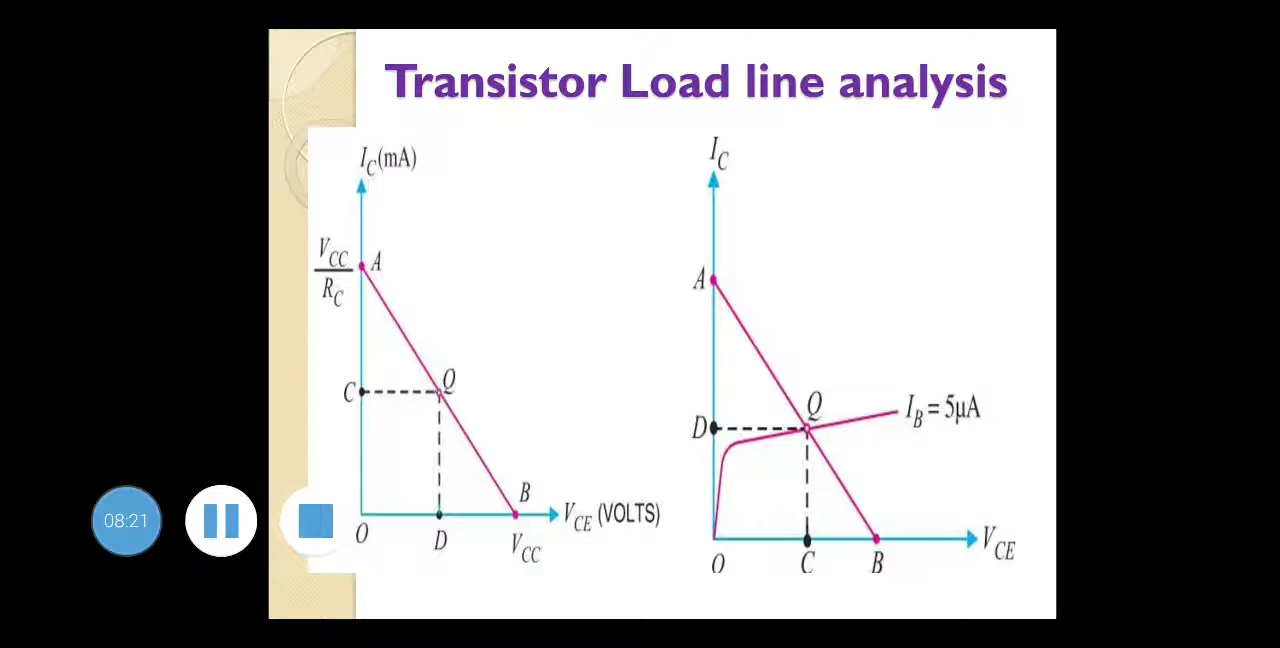 Transistor Load line analysis
I_C (mA)
V_CC
R_C
A
C
Q
B
O
D
V_CC
V_CE (VOLTS)
I_C
A
D
Q
I_B = 5µA
O
C
B
V_CE
08:21